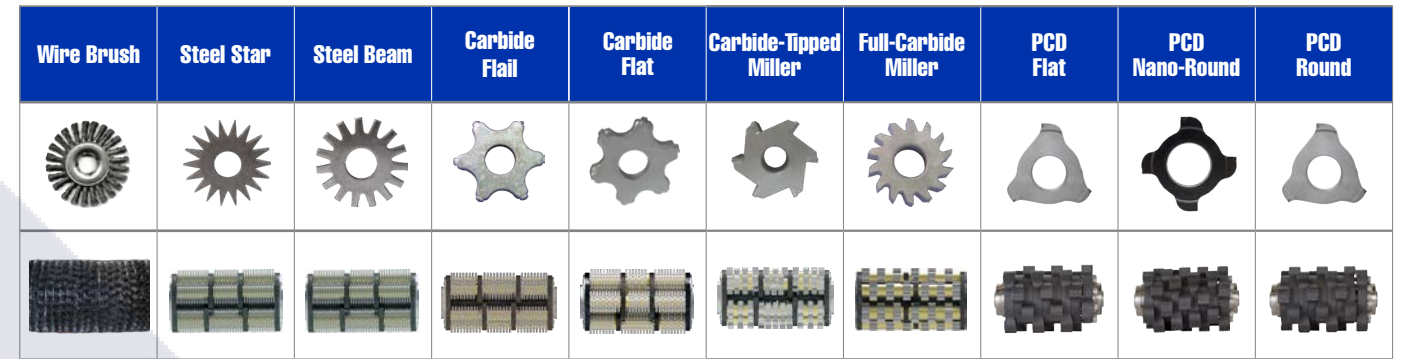 Wire Brush
Steel Star
Steel Beam
Carbide
Flail
Carbide
Flat
Carbide-Tipped
Miller
Full-Carbide
Miller
PCD
Flat
PCD
Nano-Round
PCD
Round